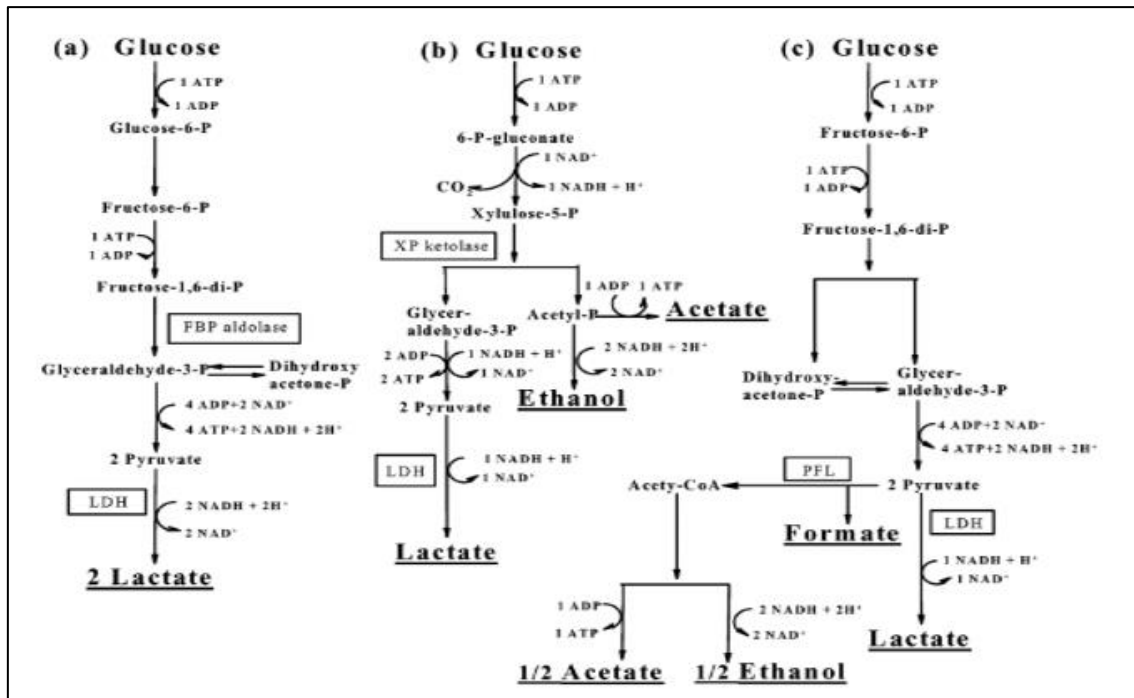 (a) Glucose
1 ATP
1 ADP
Glucose-6-P
Fructose-6-P
1 ATP
1 ADP
Fructose-1,6-di-P
FBP aldolase
Glyceraldehyde-3-P
Dihydroxy
acetone-P
4 ADP+2 NAD⁺
4 ATP+2 NADH + 2H⁺
2 Pyruvate
LDH
2 NADH + 2H⁺
2 NAD⁺
2 Lactate
(b) Glucose
1 ATP
1 ADP
6-P-gluconate
1 NAD⁺
CO₂
1 NADH + H⁺
Xylulose-5-P
XP ketolase
Glycer-
aldehyde-3-P
Acetyl-P
1 ADP 1 ATP
Acetate
2 ADP
1 NADH + H⁺
2 ATP
1 NAD⁺
2 NADH + 2H⁺
2 NAD⁺
Ethanol
2 Pyruvate
LDH
1 NADH + H⁺
1 NAD⁺
Lactate
(c) Glucose
1 ATP
1 ADP
Fructose-6-P
1 ATP
1 ADP
Fructose-1,6-di-P
Dihydroxy-
acetone-P
Glycer-
aldehyde-3-P
4 ADP+2 NAD⁺
4 ATP+2 NADH + 2H⁺
PFL
Acety-CoA
2 Pyruvate
Formate
LDH
1 NADH + H⁺
1 NAD⁺
Lactate
1 ADP
1 ATP
2 NADH + 2H⁺
2 NAD⁺
1/2 Acetate
1/2 Ethanol